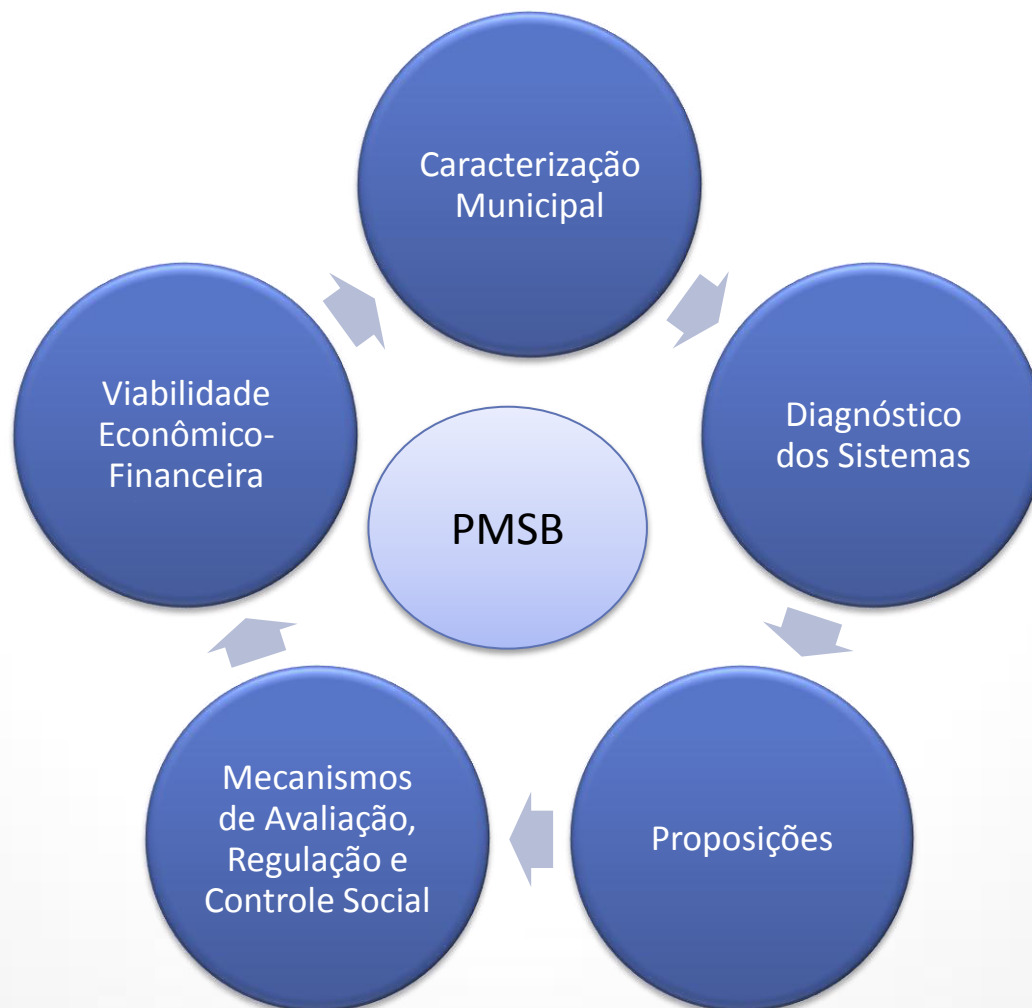 Caracterização
Municipal
Diagnóstico
dos Sistemas
Proposições
Mecanismos
de Avaliação,
Regulação e
Controle Social
Viabilidade
Econômico-
Financeira
PMSB